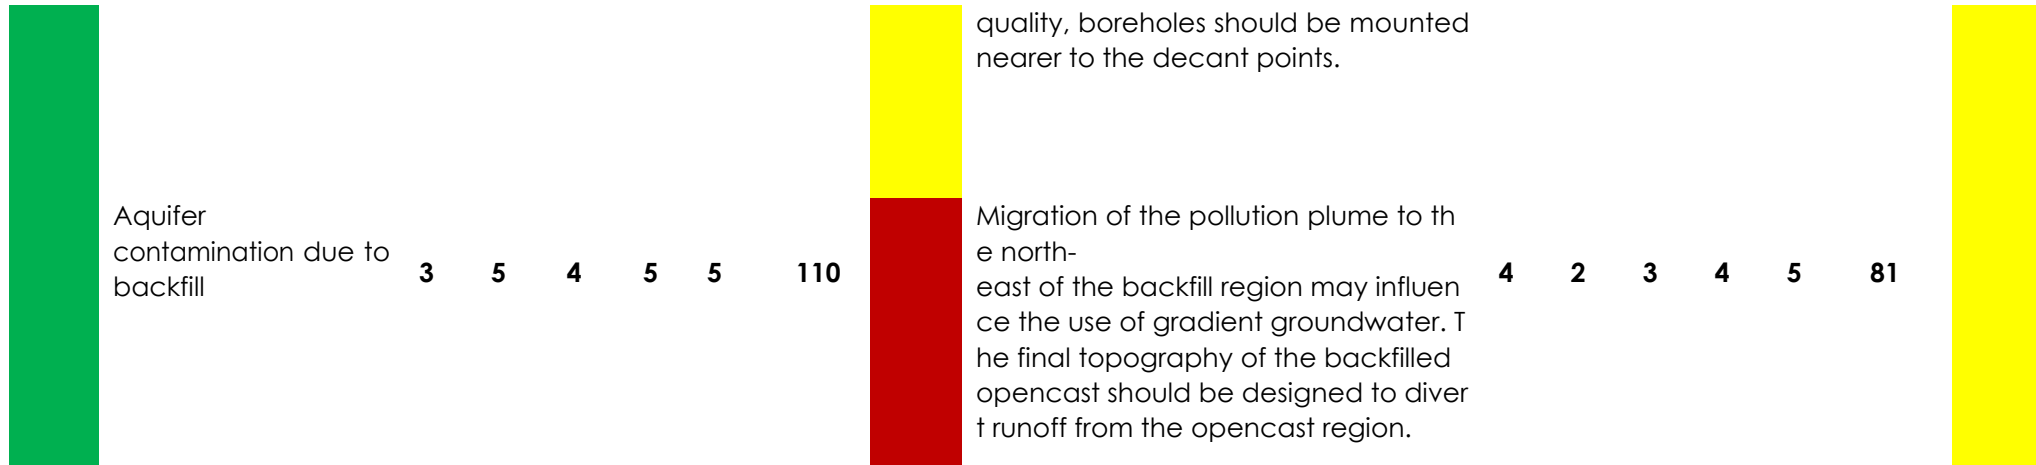 quality, boreholes should be mounted
nearer to the decant points.
Aquifer
contamination due to
backfill
3 5 4 5 5 110
Migration of the pollution plume to th
e north-
east of the backfill region may influen
ce the use of gradient groundwater. T
he final topography of the backfilled
opencast should be designed to diver
t runoff from the opencast region.
4 2 3 4 5 81